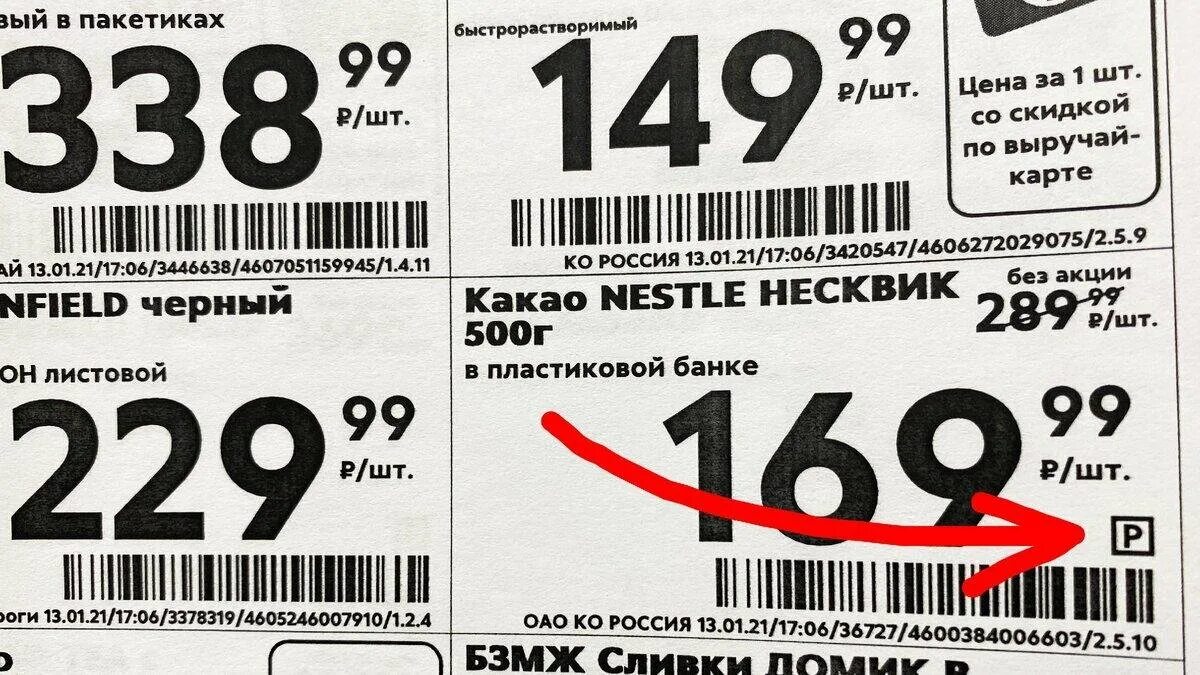 вый в пакетиках
338 99
₽/шт.
АЙ 13.01.21/17:06/3446638/4607051159945/1.4.11
быстрорастворимый
149 99
₽/шт.
Цена за 1 шт.
со скидкой
по выручай-
карте
КО РОССИЯ 13.01.21/17:06/3420547/4606272029075/2.5.9
NFIELD черный
ОН листовой
229 99
₽/шт.
роги 13.01.21/17:06/3378319/4605246007910/1.2.4
Какао NESTLE НЕСКВИК
500г
в пластиковой банке
без акции
289 99
₽/шт.
169 99
₽/шт.
P
ОАО КО РОССИЯ 13.01.21/17:06/36727/4600384006603/2.5.10
БЗМЖ Сливки ДОМИК В